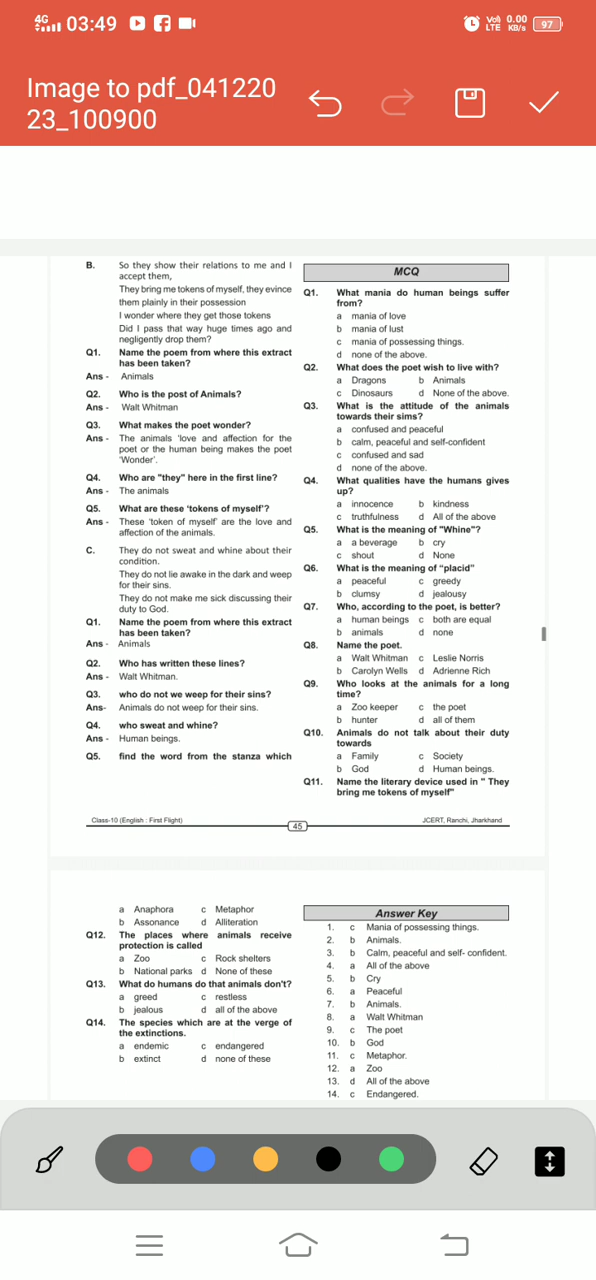 4G 03:49 Vo) LTE 0.00 KB/s 97
Image to pdf_041220
23_100900
B. So they show their relations to me and I
accept them,
They bring me tokens of myself, they evince
them plainly in their possession
I wonder where they get those tokens
Did I pass that way huge times ago and
negligently drop them?
Q1. Name the poem from where this extract
has been taken?
Ans - Animals
Q2. Who is the post of Animals?
Ans - Walt Whitman
Q3. What makes the poet wonder?
Ans - The animals 'love and affection for the
poet or the human being makes the poet
'Wonder'.
Q4. Who are "they" here in the first line?
Ans - The animals
Q5. What are these 'tokens of myself'?
Ans - These 'token of myself' are the love and
affection of the animals.
C. They do not sweat and whine about their
condition.
They do not lie awake in the dark and weep
for their sins.
They do not make me sick discussing their
duty to God.
Q1. Name the poem from where this extract
has been taken?
Ans - Animals
Q2. Who has written these lines?
Ans - Walt Whitman.
Q3. who do not we weep for their sins?
Ans- Animals do not weep for their sins.
Q4. who sweat and whine?
Ans - Human beings.
Q5. find the word from the stanza which
MCQ
Q1. What mania do human beings suffer
from?
a mania of love
b mania of lust
c mania of possessing things.
d none of the above.
Q2. What does the poet wish to live with?
a Dragons b Animals
c Dinosaurs d None of the above.
Q3. What is the attitude of the animals
towards their sims?
a confused and peaceful
b calm, peaceful and self-confident
c confused and sad
d none of the above.
Q4. What qualities have the humans gives
up?
a innocence b kindness
c truthfulness d All of the above
Q5. What is the meaning of "Whine"?
a a beverage b cry
c shout d None
Q6. What is the meaning of "placid"
a peaceful c greedy
b clumsy d jealousy
Q7. Who, according to the poet, is better?
a human beings c both are equal
b animals d none
Q8. Name the poet.
a Walt Whitman c Leslie Norris
b Carolyn Wells d Adrienne Rich
Q9. Who looks at the animals for a long
time?
a Zoo keeper c the poet
b hunter d all of them
Q10. Animals do not talk about their duty
towards
a Family c Society
b God d Human beings.
Q11. Name the literary device used in " They
bring me tokens of myself"
Class-10 (English : First Flight) 45 JCERT, Ranchi, Jharkhand
a Anaphora c Metaphor
b Assonance d Alliteration
Q12. The places where animals receive
protection is called
a Zoo c Rock shelters
b National parks d None of these
Q13. What do humans do that animals don't?
a greed c restless
b jealous d all of the above
Q14. The species which are at the verge of
the extinctions.
a endemic c endangered
b extinct d none of these
Answer Key
1. c Mania of possessing things.
2. b Animals.
3. b Calm, peaceful and self- confident.
4. a All of the above
5. b Cry
6. a Peaceful
7. b Animals.
8. a Walt Whitman
9. c The poet
10. b God
11. c Metaphor.
12. a Zoo
13. d All of the above
14. c Endangered.